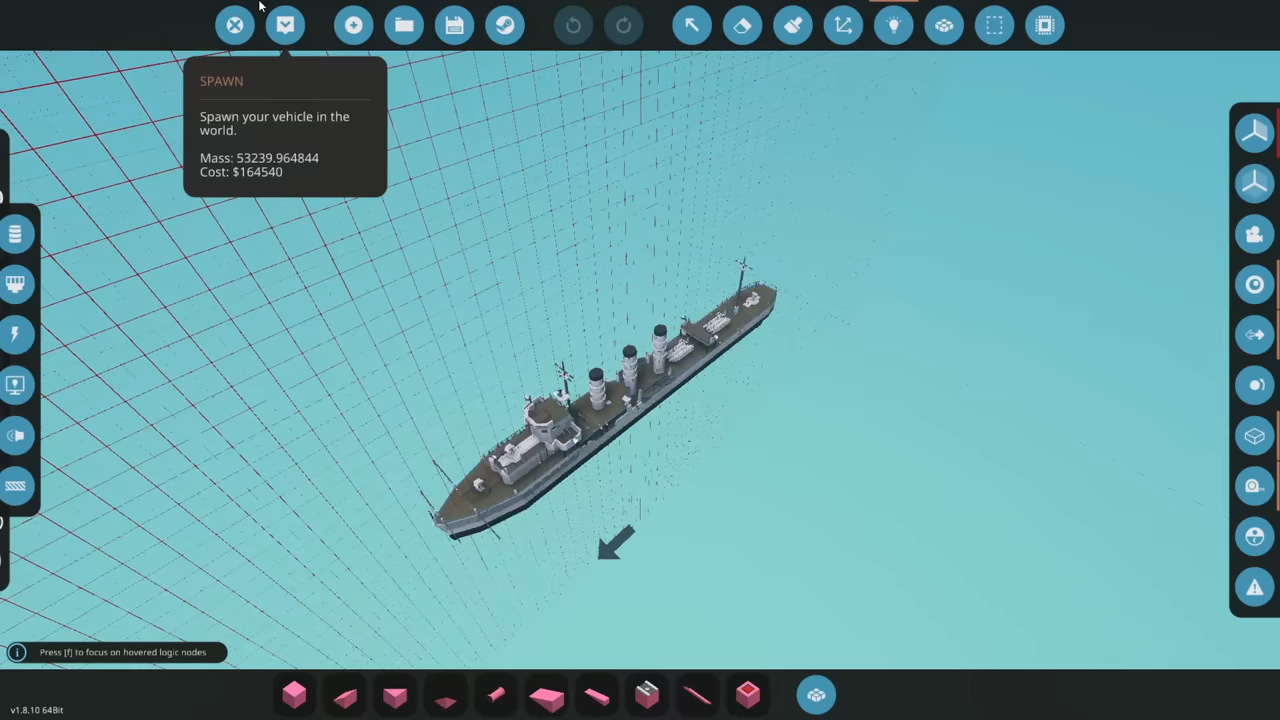 SPAWN
Spawn your vehicle in the
world.
Mass: 53239.964844
Cost: $164540
Press [f] to focus on hovered logic nodes
v1.8.10 64Bit